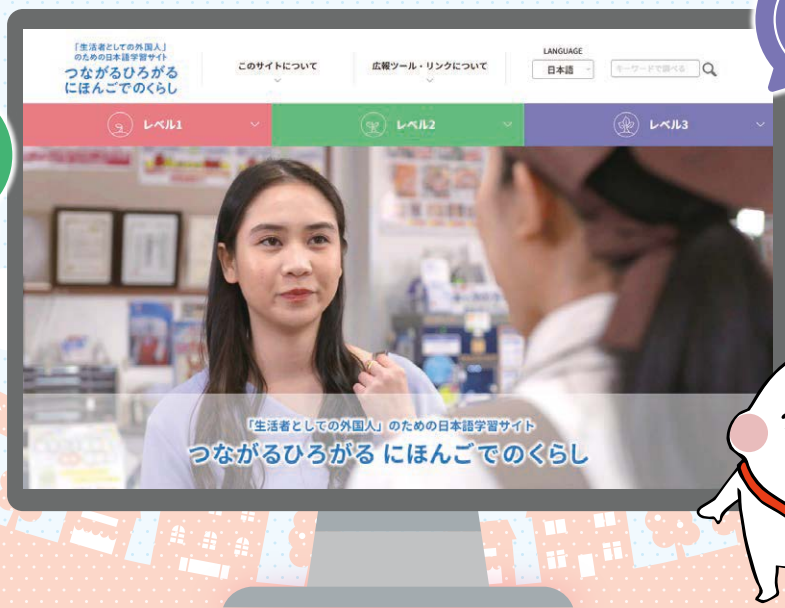 「生活者としての外国人」
のための日本語学習サイト
つながるひろがる
にほんごでのくらし
このサイトについて
広報ツール・リンクについて
LANGUAGE
日本語
キーワードで調べる
レベル1
レベル2
レベル3
「生活者としての外国人」のための日本語学習サイト
つながるひろがる にほんごでのくらし